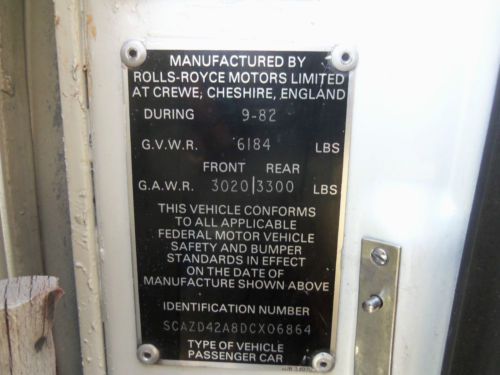 MANUFACTURED BY
ROLLS-ROYCE MOTORS LIMITED
AT CREWE, CHESHIRE, ENGLAND
DURING 9-82
G.V.W.R. 6184 LBS
FRONT REAR
G.A.W.R. 3020|3300 LBS
THIS VEHICLE CONFORMS
TO ALL APPLICABLE
FEDERAL MOTOR VEHICLE
SAFETY AND BUMPER
STANDARDS IN EFFECT
ON THE DATE OF
MANUFACTURE SHOWN ABOVE
IDENTIFICATION NUMBER
SCAZD42A8DCX06864
TYPE OF VEHICLE
PASSENGER CAR